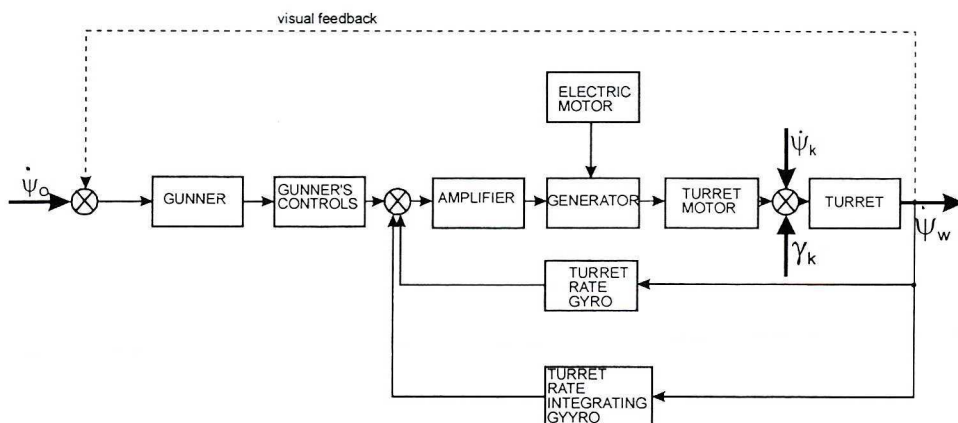 visual feedback
ELECTRIC
MOTOR
ψ̇ₒ
GUNNER
GUNNER'S
CONTROLS
AMPLIFIER
GENERATOR
TURRET
MOTOR
ψ̇ₖ
γₖ
TURRET
ψ̇w
TURRET
RATE
GYRO
TURRET
RATE
INTEGRATING
GYYRO